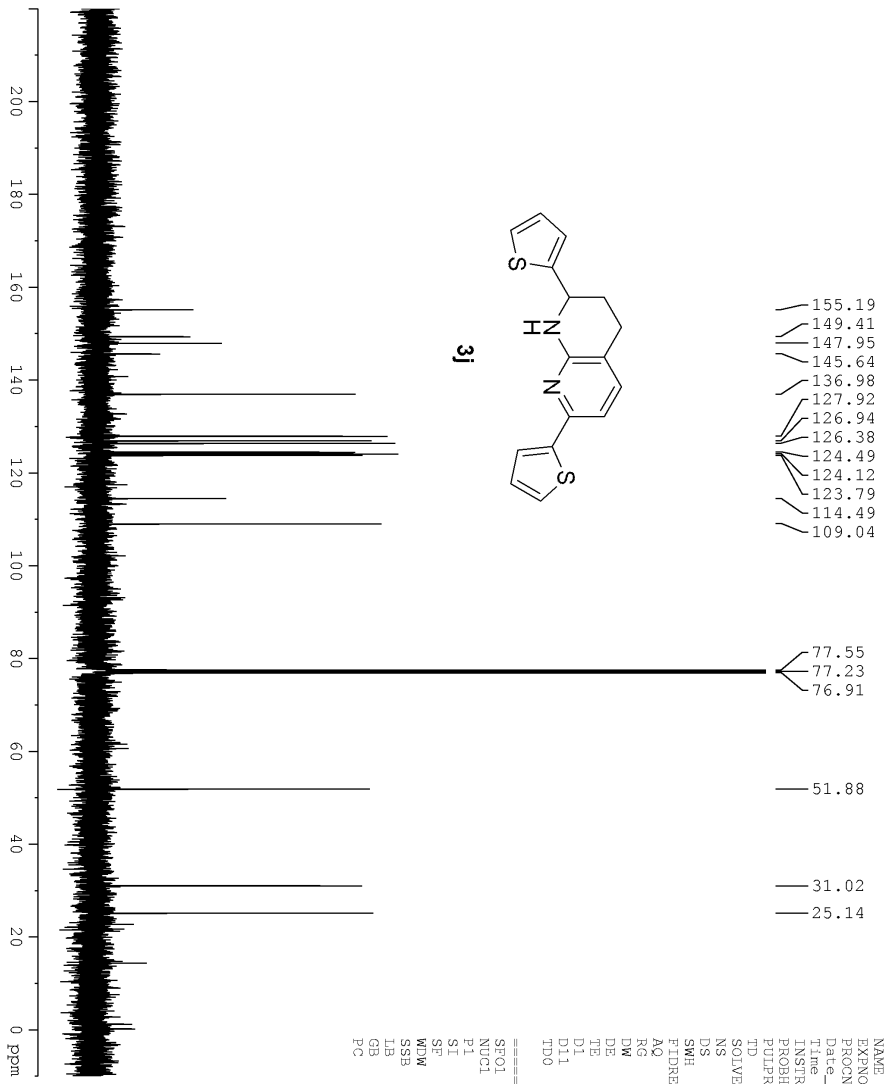 155.19
149.41
147.95
145.64
136.98
127.92
126.94
126.38
124.49
124.12
123.79
114.49
109.04
77.55
77.23
76.91
51.88
31.02
25.14
S
N
H
N
S
3j
200
180
160
140
120
100
80
60
40
20
0
ppm
NAME
EXPNO
PROCN
Date_
Time
INSTR
PROBH
PULPR
TD
SOLVE
NS
DS
SWH
FIDRE
AQ
RG
DW
DE
TE
D1
D11
TD0
=====
SFO1
NUC1
P1
SI
SF
WDW
SSB
LB
GB
PC